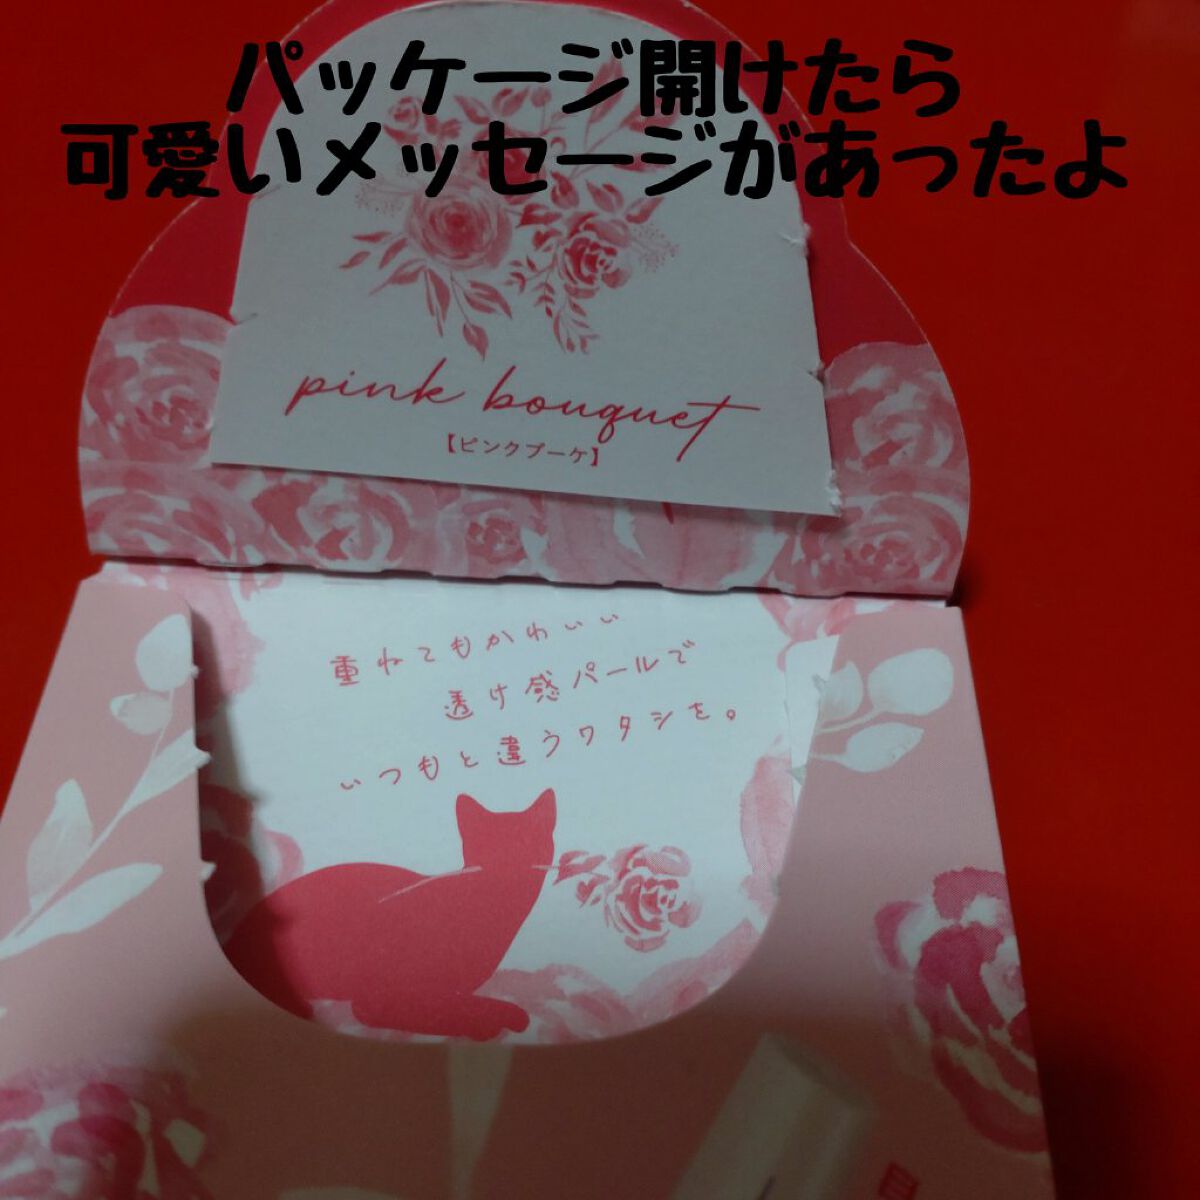 パッケージ開けたら
可愛いメッセージがあったよ
pink bouquet
【ピンクブーケ】
重ねてもかわいい
透け感パールで
いつもと違うワタシを。